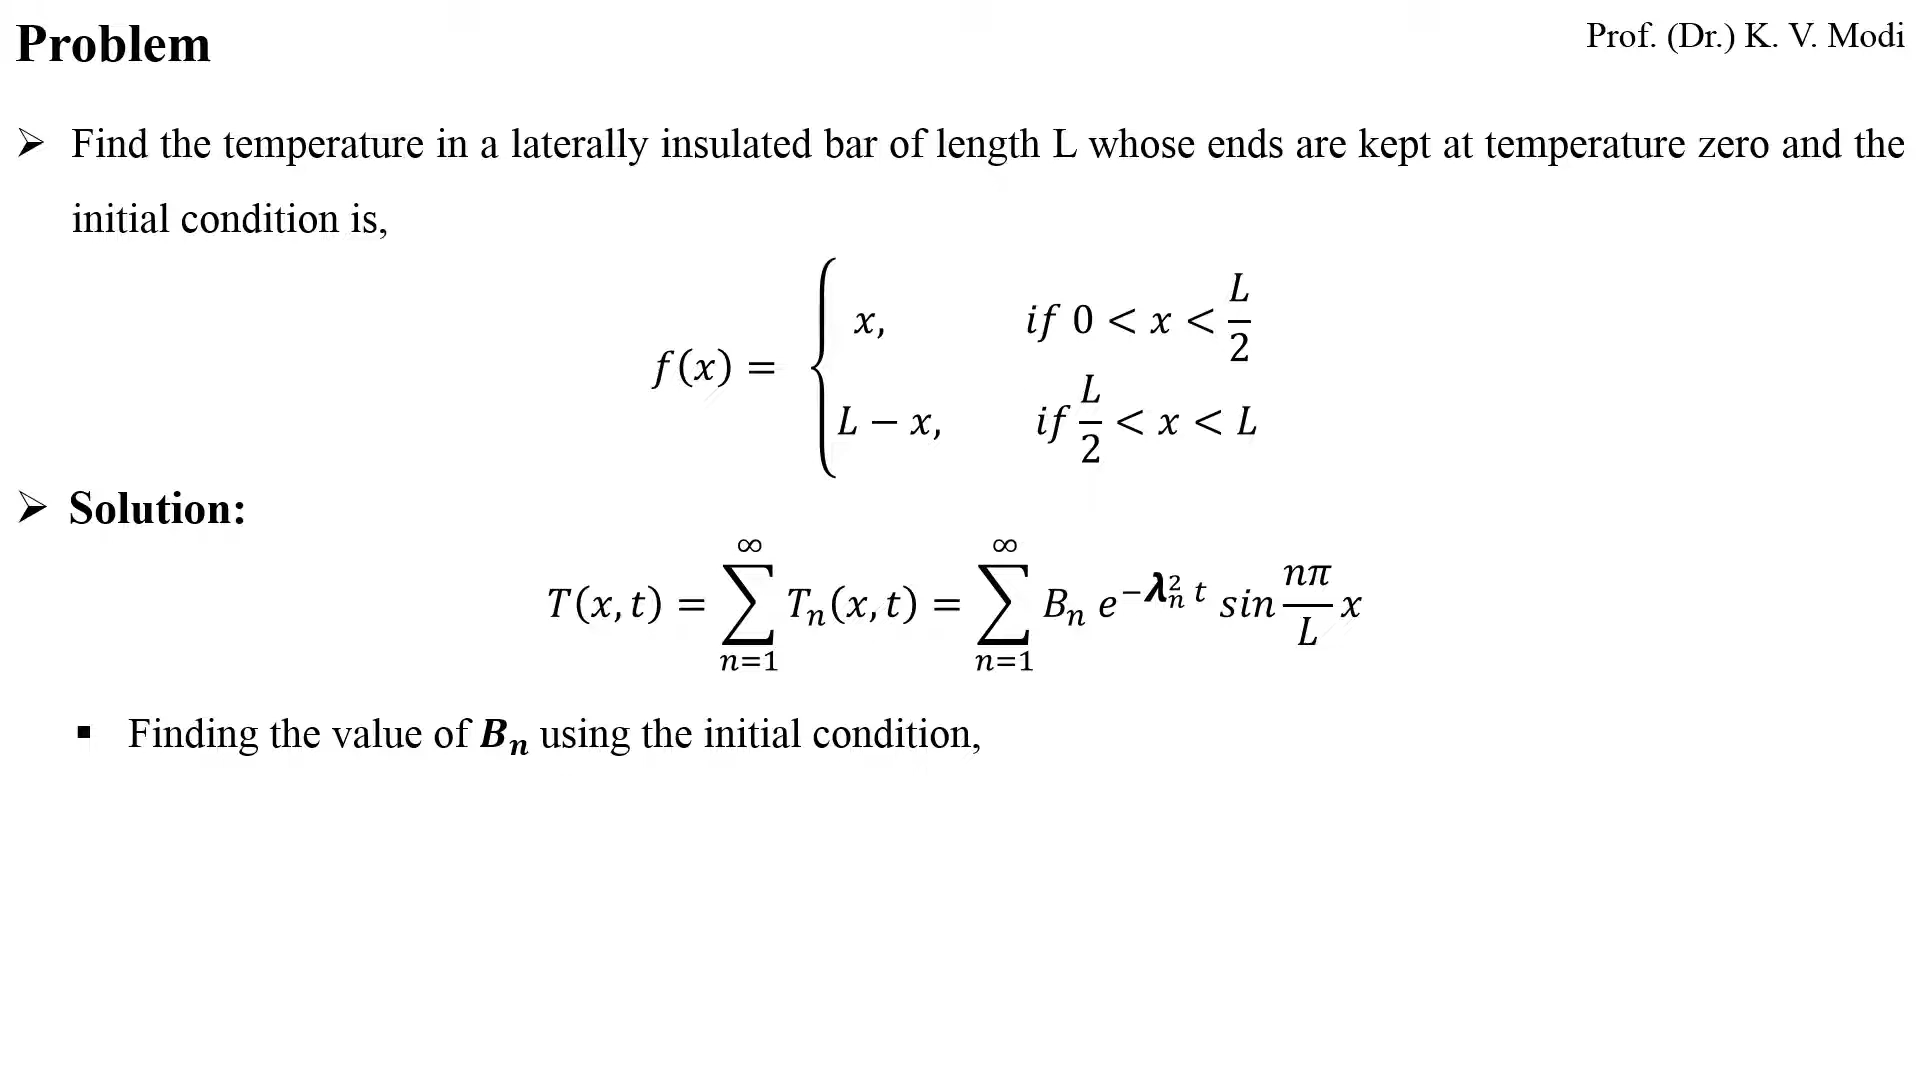 Problem
Prof. (Dr.) K. V. Modi
➢ Find the temperature in a laterally insulated bar of length L whose ends are kept at temperature zero and the
initial condition is,
f(x) = { x, if 0 < x < L/2
L − x, if L/2 < x < L
➢ Solution:
T(x, t) = ∑_{n=1}^{∞} T_n(x, t) = ∑_{n=1}^{∞} B_n e^{−λ_n^2 t} sin (nπ/L) x
▪ Finding the value of B_n using the initial condition,